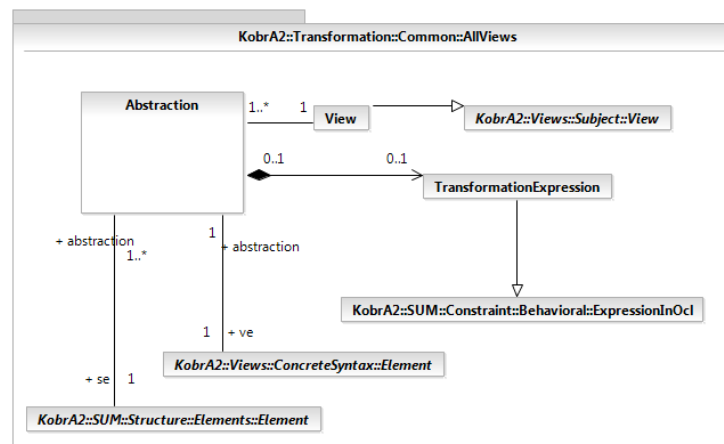 KobrA2::Transformation::Common::AllViews
Abstraction
1..*
1
View
KobrA2::Views::Subject::View
0..1
0..1
TransformationExpression
+ abstraction
1..*
1
+ abstraction
KobrA2::SUM::Constraint::Behavioral::ExpressionInOcl
1
+ ve
KobrA2::Views::ConcreteSyntax::Element
+ se
1
KobrA2::SUM::Structure::Elements::Element